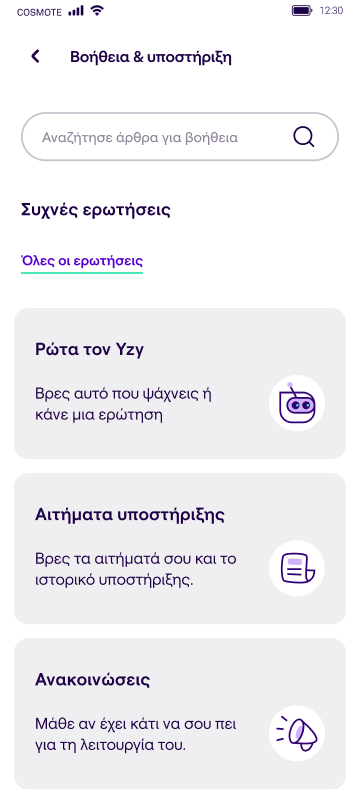 COSMOTE 12:30
Βοήθεια & υποστήριξη
Αναζήτησε άρθρα για βοήθεια
Συχνές ερωτήσεις
Όλες οι ερωτήσεις
Ρώτα τον Yzy
Βρες αυτό που ψάχνεις ή
κάνε μια ερώτηση
Αιτήματα υποστήριξης
Βρες τα αιτήματά σου και το
ιστορικό υποστήριξης.
Ανακοινώσεις
Μάθε αν έχει κάτι να σου πει
για τη λειτουργία του.